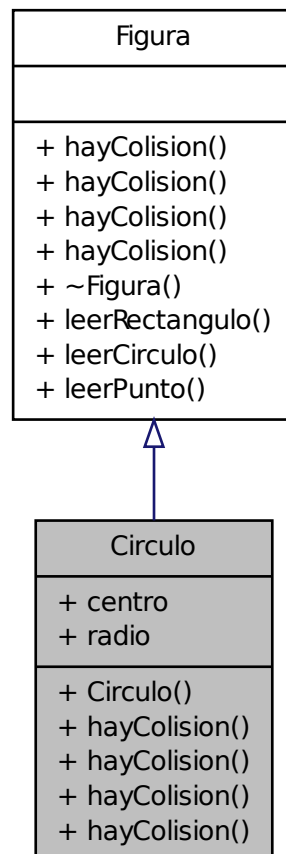 Figura
+ hayColision()
+ hayColision()
+ hayColision()
+ hayColision()
+ ~Figura()
+ leerRectangulo()
+ leerCirculo()
+ leerPunto()
Circulo
+ centro
+ radio
+ Circulo()
+ hayColision()
+ hayColision()
+ hayColision()
+ hayColision()